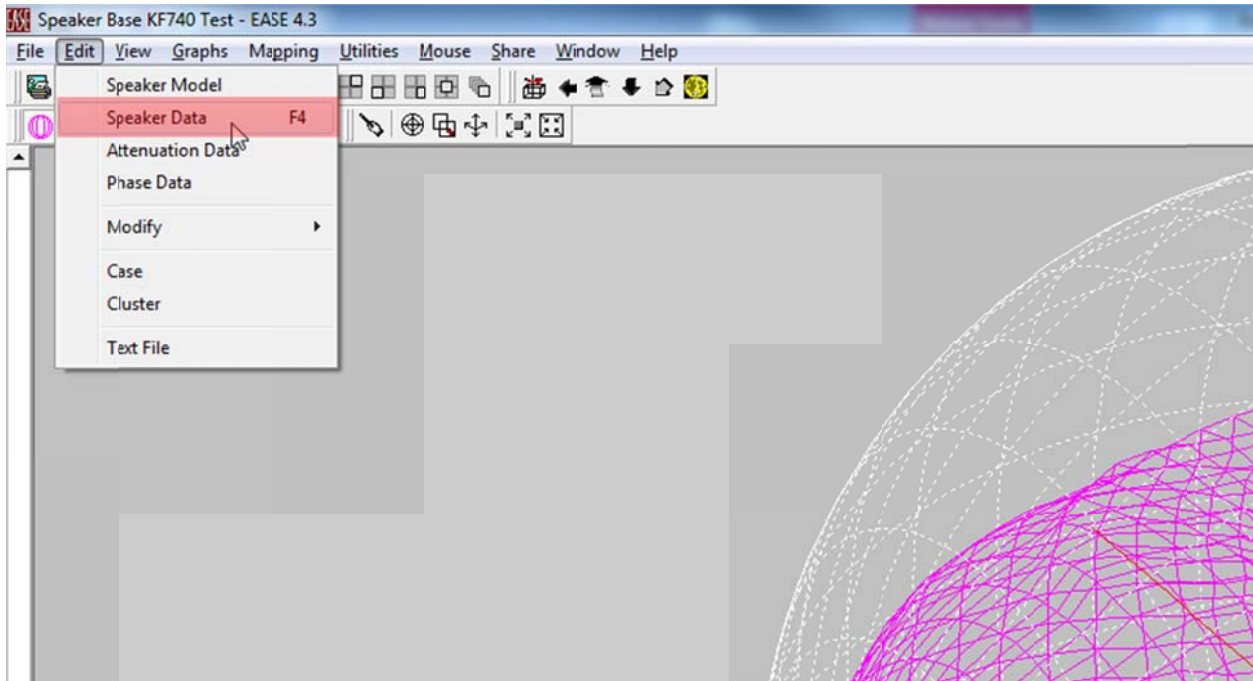 EASE Speaker Base KF740 Test - EASE 4.3
File Edit View Graphs Mapping Utilities Mouse Share Window Help
Speaker Model
Speaker Data F4
Attenuation Data
Phase Data
Modify
Case
Cluster
Text File